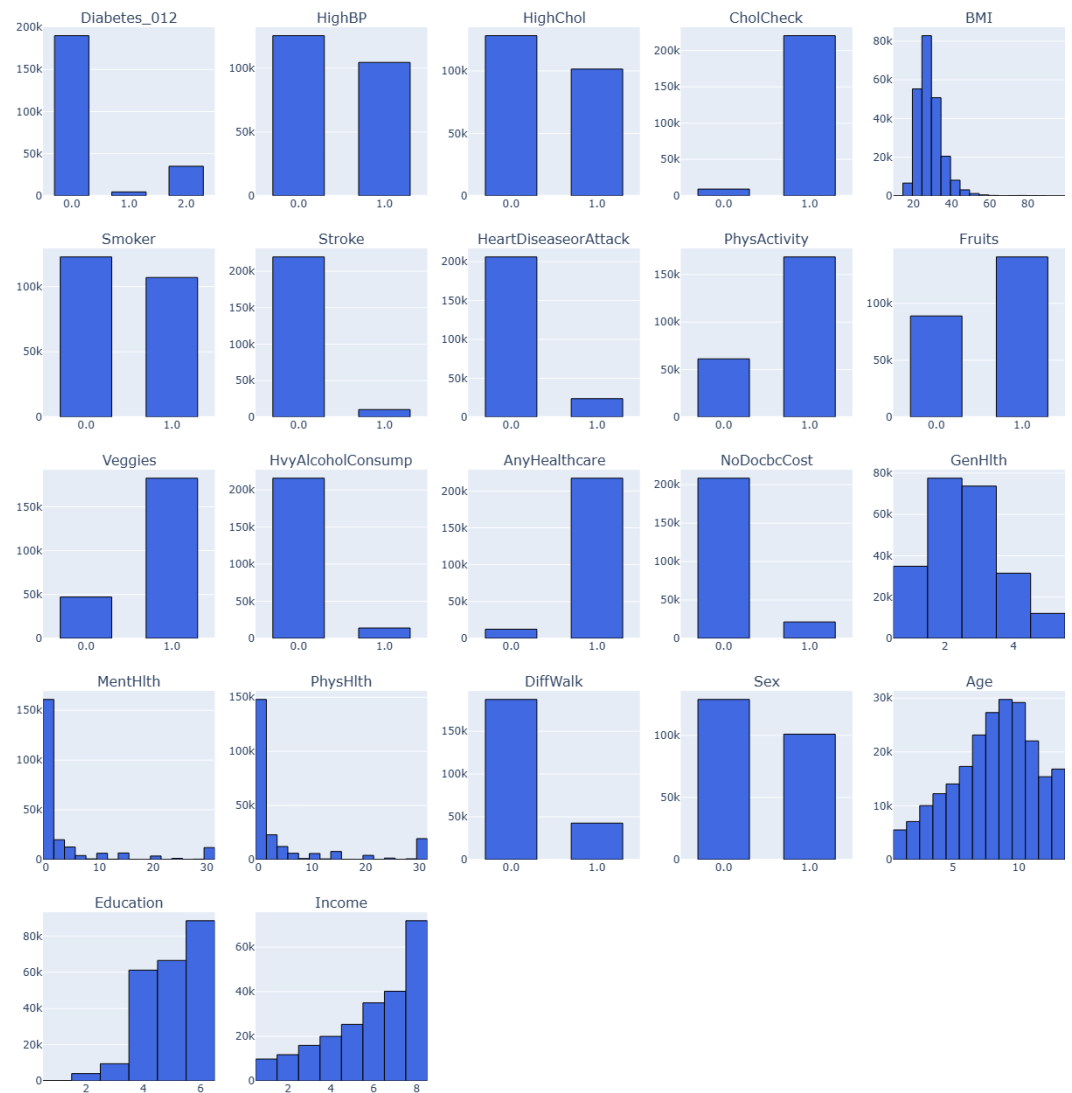 Diabetes_012 HighBP HighChol CholCheck BMI
200k
150k
100k
50k
0
0.0 1.0 2.0
100k
50k
0
0.0 1.0
100k
50k
0
0.0 1.0
200k
150k
100k
50k
0
0.0 1.0
80k
60k
40k
20k
0
20 40 60 80
Smoker Stroke HeartDiseaseorAttack PhysActivity Fruits
100k
50k
0
0.0 1.0
200k
150k
100k
50k
0
0.0 1.0
200k
150k
100k
50k
0
0.0 1.0
150k
100k
50k
0
0.0 1.0
100k
50k
0
0.0 1.0
Veggies HvyAlcoholConsump AnyHealthcare NoDocbcCost GenHlth
150k
100k
50k
0
0.0 1.0
200k
150k
100k
50k
0
0.0 1.0
200k
150k
100k
50k
0
0.0 1.0
200k
150k
100k
50k
0
0.0 1.0
80k
60k
40k
20k
0
2 4
MentHlth PhysHlth DiffWalk Sex Age
150k
100k
50k
0
0 10 20 30
150k
100k
50k
0
0 10 20 30
150k
100k
50k
0
0.0 1.0
100k
50k
0
0.0 1.0
30k
20k
10k
0
5 10
Education Income
80k
60k
40k
20k
0
2 4 6
60k
40k
20k
0
2 4 6 8